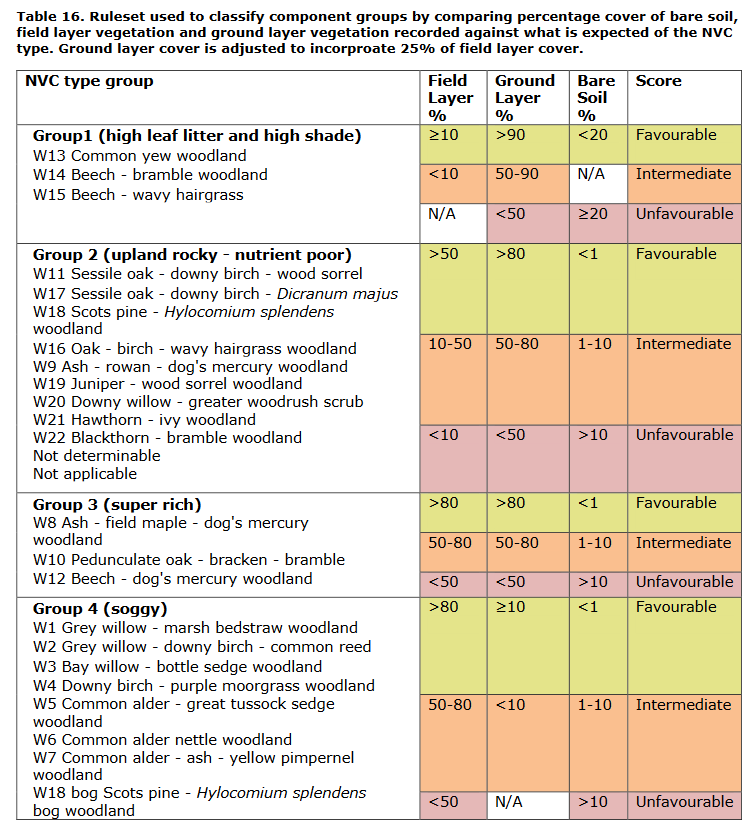 Table 16. Ruleset used to classify component groups by comparing percentage cover of bare soil,
field layer vegetation and ground layer vegetation recorded against what is expected of the NVC
type. Ground layer cover is adjusted to incorproate 25% of field layer cover.
NVC type group Field Layer % Ground Layer % Bare Soil % Score
Group1 (high leaf litter and high shade) ≥10 >90 <20 Favourable
W13 Common yew woodland
W14 Beech - bramble woodland <10 50-90 N/A Intermediate
W15 Beech - wavy hairgrass
N/A <50 ≥20 Unfavourable
Group 2 (upland rocky - nutrient poor) >50 >80 <1 Favourable
W11 Sessile oak - downy birch - wood sorrel
W17 Sessile oak - downy birch - Dicranum majus
W18 Scots pine - Hylocomium splendens
woodland
W16 Oak - birch - wavy hairgrass woodland 10-50 50-80 1-10 Intermediate
W9 Ash - rowan - dog's mercury woodland
W19 Juniper - wood sorrel woodland
W20 Downy willow - greater woodrush scrub
W21 Hawthorn - ivy woodland
W22 Blackthorn - bramble woodland <10 <50 >10 Unfavourable
Not determinable
Not applicable
Group 3 (super rich) >80 >80 <1 Favourable
W8 Ash - field maple - dog's mercury
woodland 50-80 50-80 1-10 Intermediate
W10 Pedunculate oak - bracken - bramble
W12 Beech - dog's mercury woodland <50 <50 >10 Unfavourable
Group 4 (soggy) >80 ≥10 <1 Favourable
W1 Grey willow - marsh bedstraw woodland
W2 Grey willow - downy birch - common reed
W3 Bay willow - bottle sedge woodland
W4 Downy birch - purple moorgrass woodland
W5 Common alder - great tussock sedge 50-80 <10 1-10 Intermediate
woodland
W6 Common alder nettle woodland
W7 Common alder - ash - yellow pimpernel
woodland
W18 bog Scots pine - Hylocomium splendens <50 N/A >10 Unfavourable
bog woodland